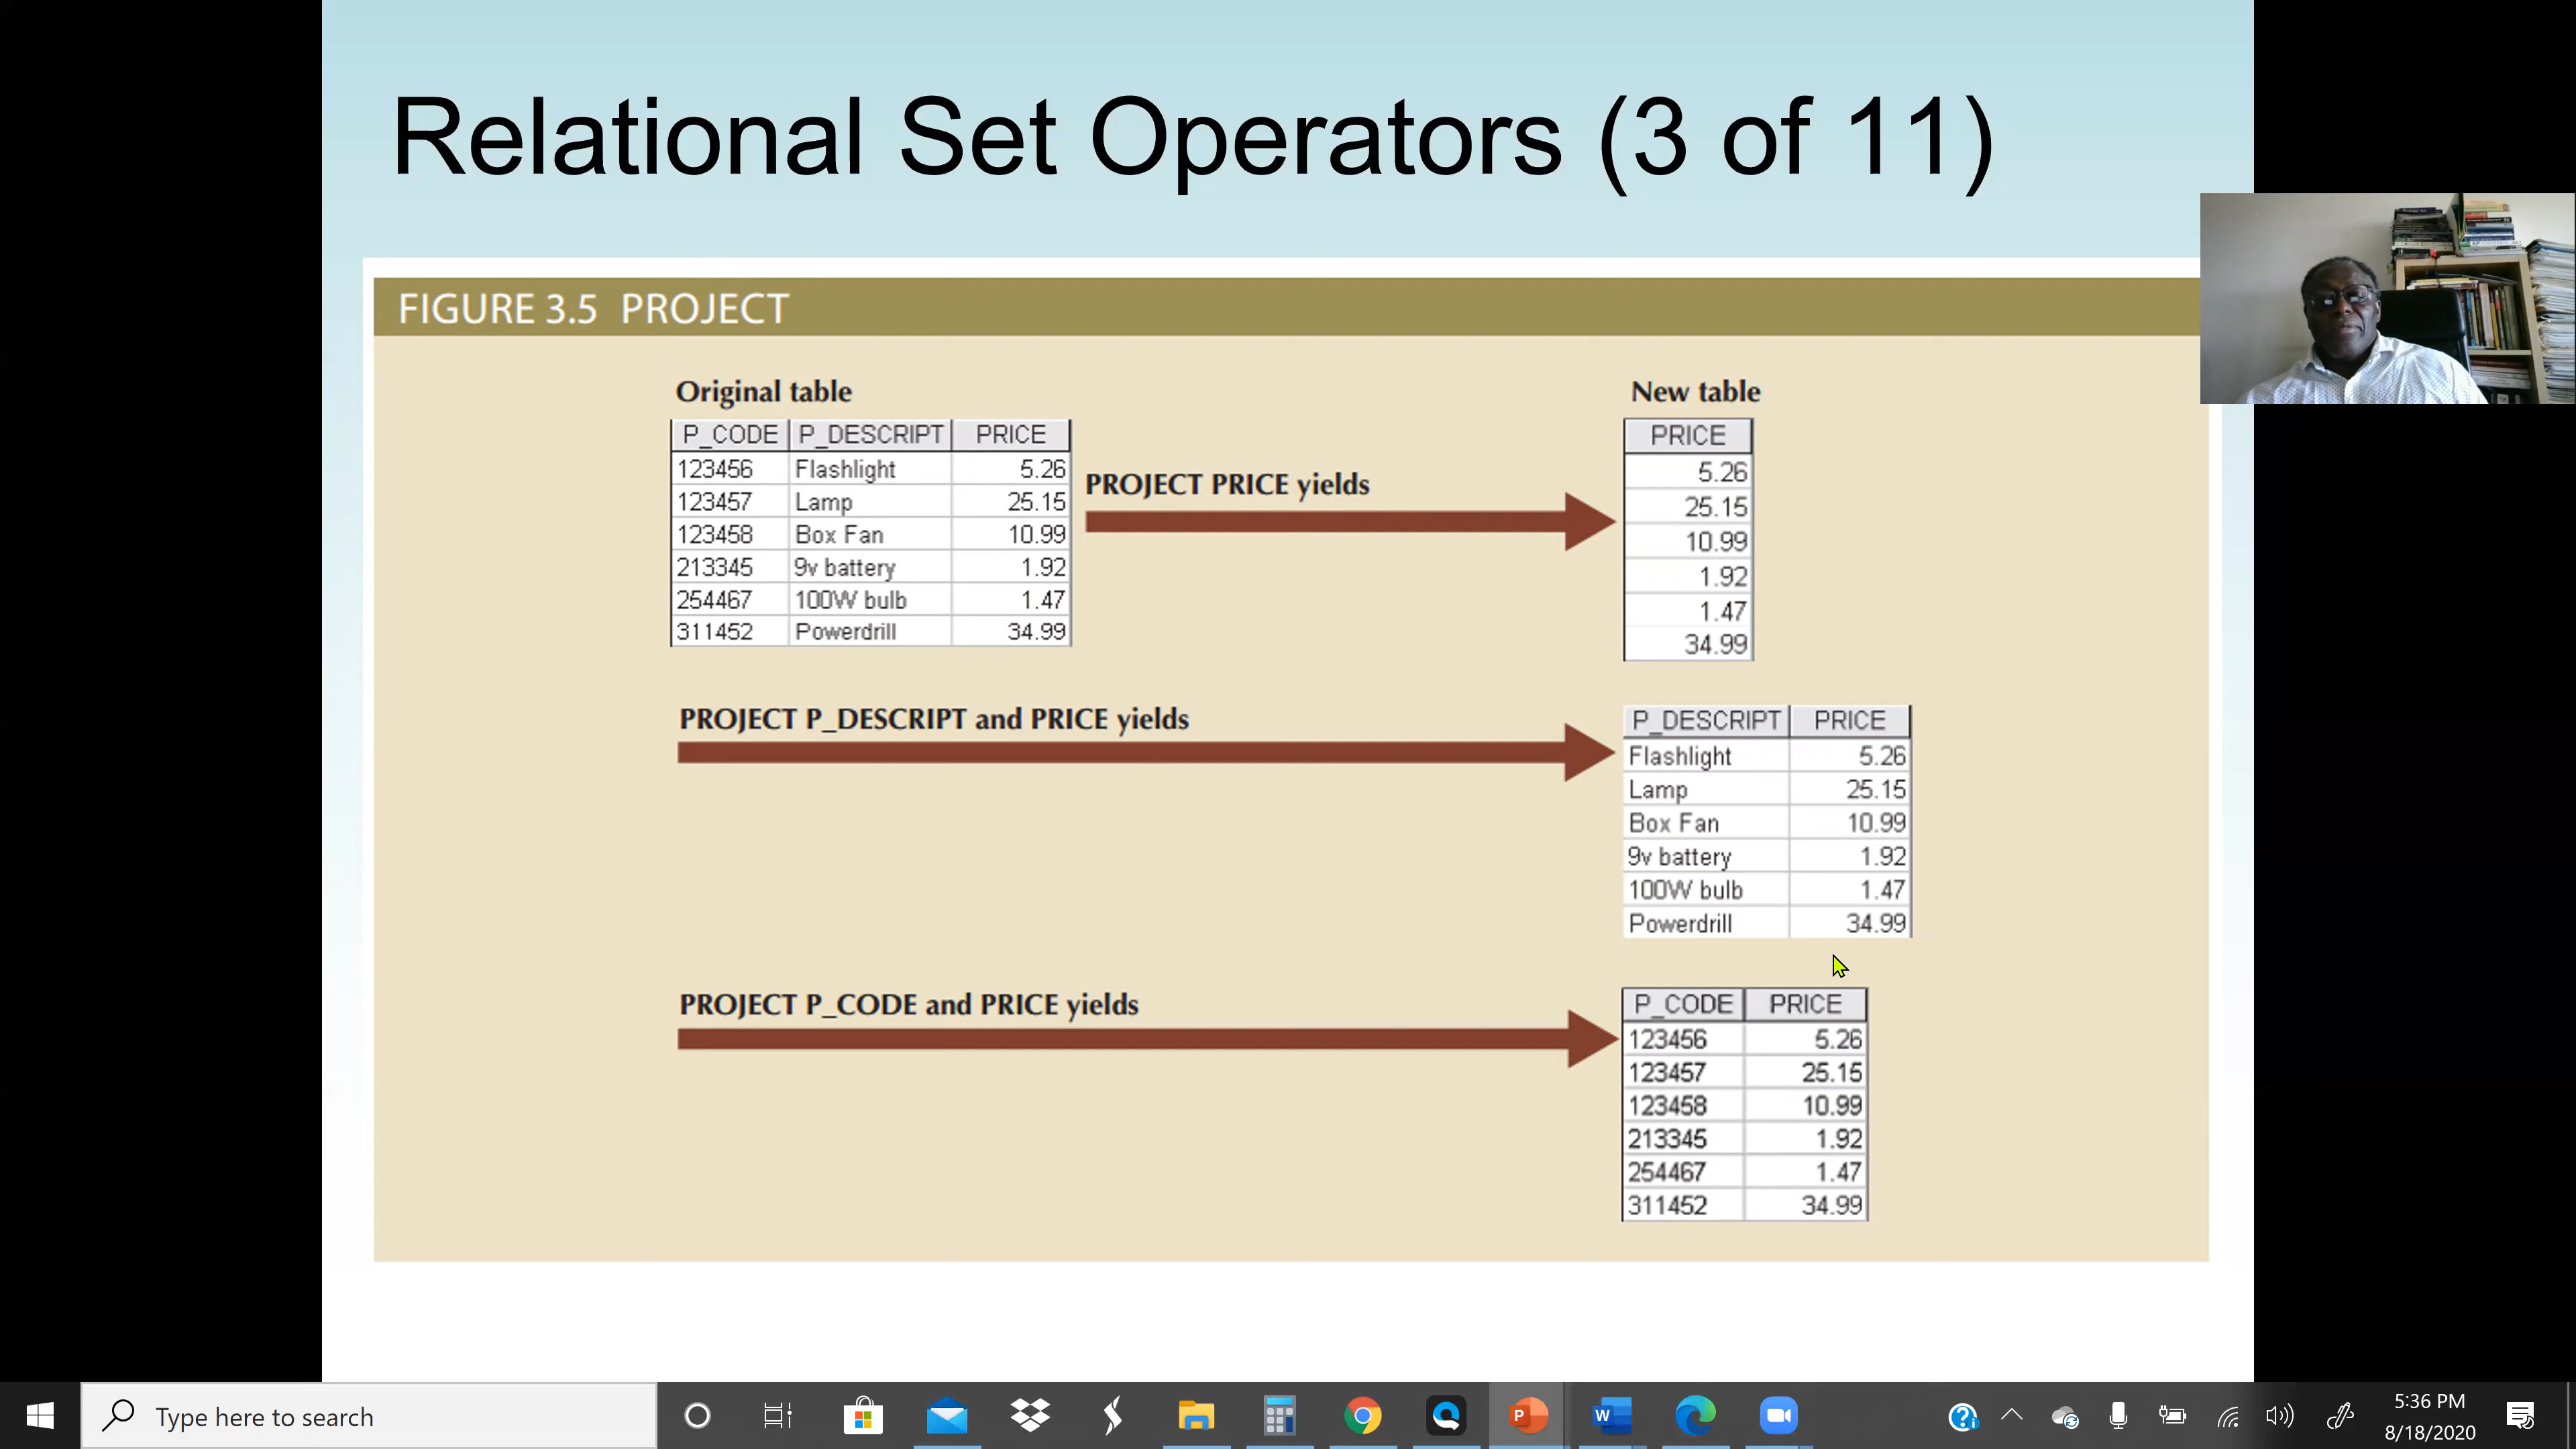 Relational Set Operators (3 of 11)
FIGURE 3.5 PROJECT
Original table
P_CODE P_DESCRIPT PRICE
123456 Flashlight 5.26
123457 Lamp 25.15
123458 Box Fan 10.99
213345 9v battery 1.92
254467 100W bulb 1.47
311452 Powerdrill 34.99
PROJECT PRICE yields
New table
PRICE
5.26
25.15
10.99
1.92
1.47
34.99
PROJECT P_DESCRIPT and PRICE yields
P_DESCRIPT PRICE
Flashlight 5.26
Lamp 25.15
Box Fan 10.99
9v battery 1.92
100W bulb 1.47
Powerdrill 34.99
PROJECT P_CODE and PRICE yields
P_CODE PRICE
123456 5.26
123457 25.15
123458 10.99
213345 1.92
254467 1.47
311452 34.99
Type here to search
5:36 PM
8/18/2020